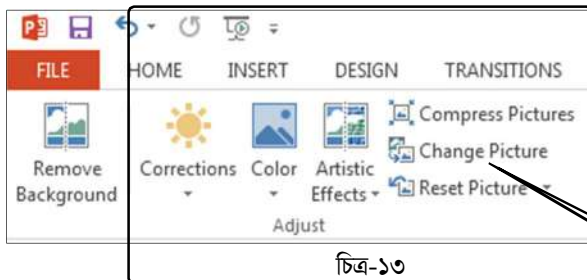 FILE HOME INSERT DESIGN TRANSITIONS
Compress Pictures
Change Picture
Reset Picture
Remove Background
Corrections
Color
Artistic Effects
Adjust
চিত্র-১৩